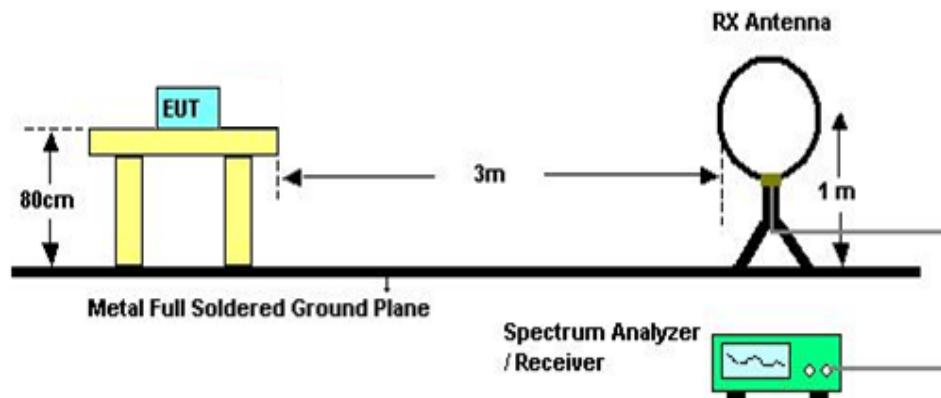 RX Antenna
EUT
3m
80cm
1 m
Metal Full Soldered Ground Plane
Spectrum Analyzer
/ Receiver